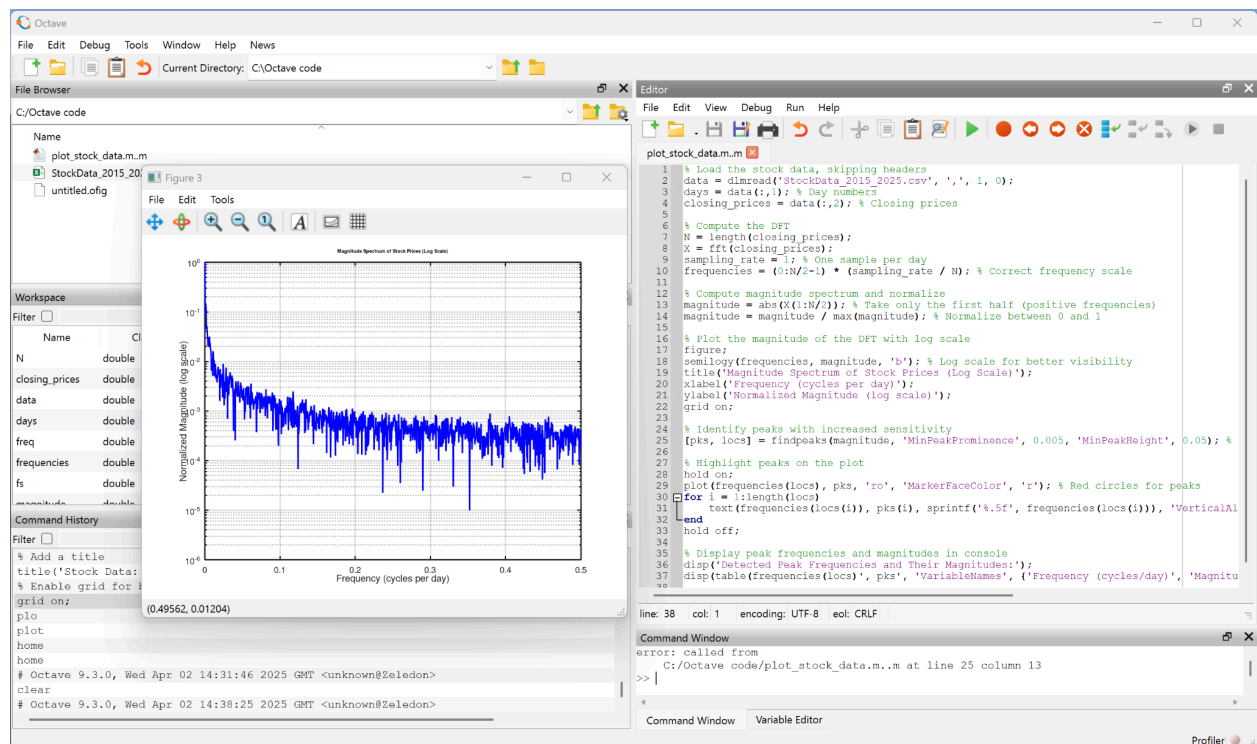 Octave
File Edit Debug Tools Window Help News
Current Directory: C:\Octave code
File Browser
C:/Octave code
Name
plot_stock_data.m..m
StockData_2015_20
untitled.ofig
Workspace
Filter
Name Cl
N double
closing_prices double
data double
days double
freq double
frequencies double
fs double
magnitude double
Command History
Filter
% Add a title
title('Stock Data:
% Enable grid for b
grid on;
plo
plot
home
home
# Octave 9.3.0, Wed Apr 02 14:31:46 2025 GMT <unknown@Zeledon>
clear
# Octave 9.3.0, Wed Apr 02 14:38:25 2025 GMT <unknown@Zeledon>
Figure 3
File Edit Tools
A
Magnitude Spectrum of Stock Prices (Log Scale)
Normalized Magnitude (log scale)
10^0
10^-1
10^-2
10^-3
10^-4
10^-5
10^-6
0 0.1 0.2 0.3 0.4 0.5
Frequency (cycles per day)
(0.49562, 0.01204)
Editor
File Edit View Debug Run Help
plot_stock_data.m..m
1 % Load the stock data, skipping headers
2 data = dlmread('StockData_2015_2025.csv', ',', 1, 0);
3 days = data(:,1); % Day numbers
4 closing_prices = data(:,2); % Closing prices
5
6 % Compute the DFT
7 N = length(closing_prices);
8 X = fft(closing_prices);
9 sampling_rate = 1; % One sample per day
10 frequencies = (0:N/2-1) * (sampling_rate / N); % Correct frequency scale
11
12 % Compute magnitude spectrum and normalize
13 magnitude = abs(X(1:N/2)); % Take only the first half (positive frequencies)
14 magnitude = magnitude / max(magnitude); % Normalize between 0 and 1
15
16 % Plot the magnitude of the DFT with log scale
17 figure;
18 semilogy(frequencies, magnitude, 'b'); % Log scale for better visibility
19 title('Magnitude Spectrum of Stock Prices (Log Scale)');
20 xlabel('Frequency (cycles per day)');
21 ylabel('Normalized Magnitude (log scale)');
22 grid on;
23
24 % Identify peaks with increased sensitivity
25 [pks, locs] = findpeaks(magnitude, 'MinPeakProminence', 0.005, 'MinPeakHeight', 0.05); %
26
27 % Highlight peaks on the plot
28 hold on;
29 plot(frequencies(locs), pks, 'ro', 'MarkerFaceColor', 'r'); % Red circles for peaks
30 for i = 1:length(locs)
31 text(frequencies(locs(i)), pks(i), sprintf('%.5f', frequencies(locs(i))), 'VerticalAl
32 end
33 hold off;
34
35 % Display peak frequencies and magnitudes in console
36 disp('Detected Peak Frequencies and Their Magnitudes:');
37 disp(table(frequencies(locs)', pks', 'VariableNames', {'Frequency (cycles/day)', 'Magnitu
38
line: 38 col: 1 encoding: UTF-8 eol: CRLF
Command Window
error: called from
C:/Octave code/plot_stock_data.m..m at line 25 column 13
>>
Command Window Variable Editor
Profiler